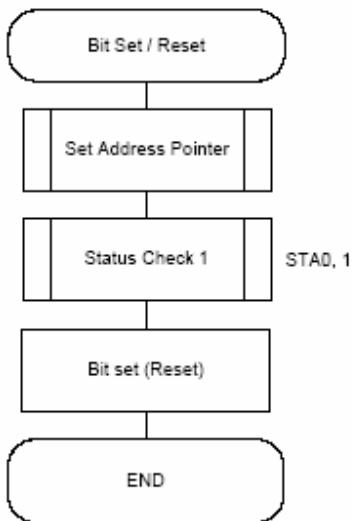 Bit Set / Reset
Set Address Pointer
Status Check 1
STA0, 1
Bit set (Reset)
END